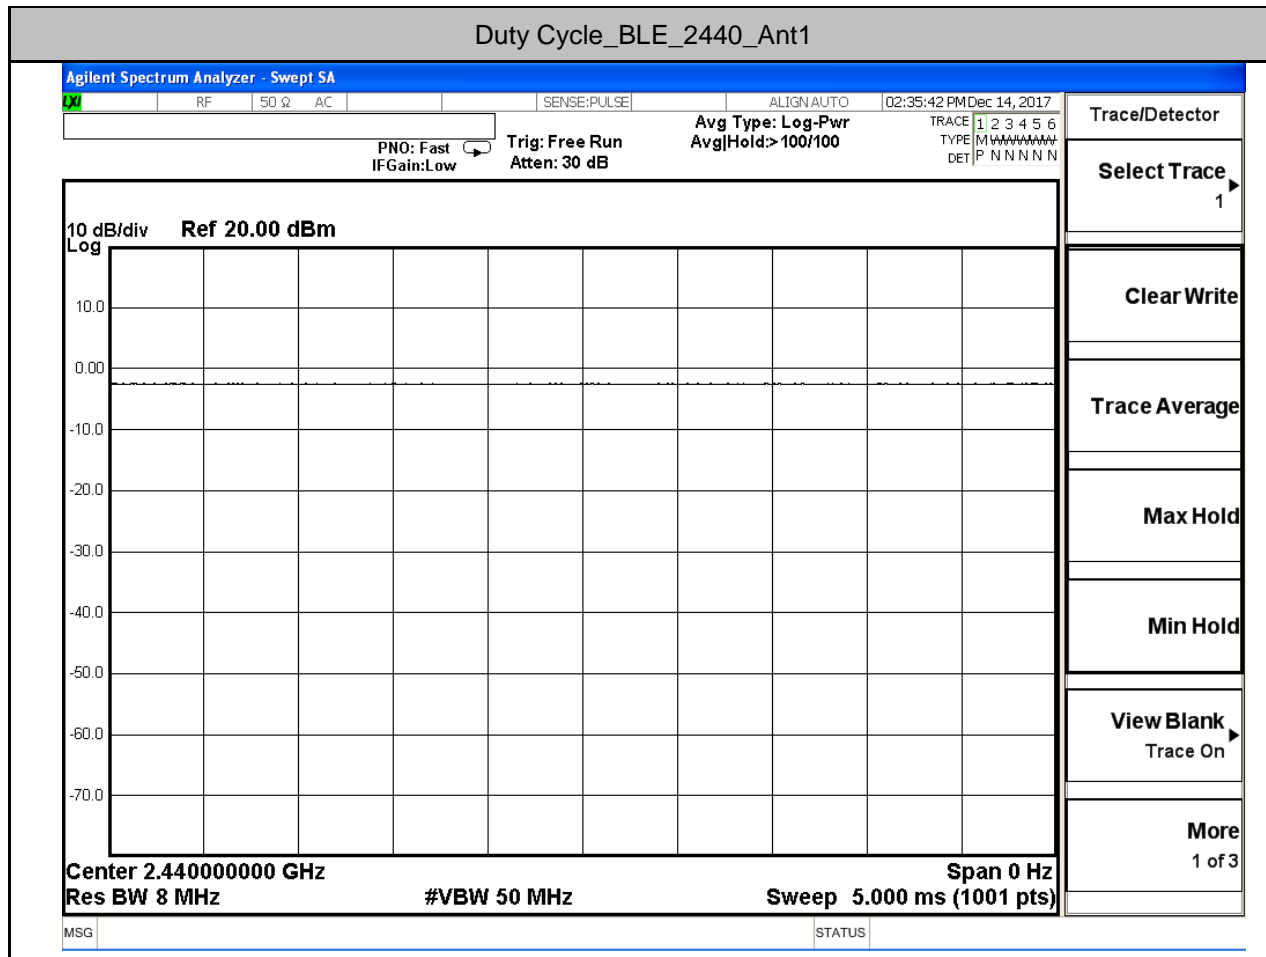 Duty Cycle_BLE_2440_Ant1
Agilent Spectrum Analyzer - Swept SA
LXI RF 50 Ω AC SENSE:PULSE ALIGN AUTO 02:35:42 PM Dec 14, 2017
PNO: Fast
IFGain:Low
Trig: Free Run
Atten: 30 dB
Avg Type: Log-Pwr
Avg|Hold:>100/100
TRACE 1 2 3 4 5 6
TYPE M W W W W W
DET P N N N N N
10 dB/div Ref 20.00 dBm
Log
10.0
0.00
-10.0
-20.0
-30.0
-40.0
-50.0
-60.0
-70.0
Center 2.440000000 GHz Span 0 Hz
Res BW 8 MHz #VBW 50 MHz Sweep 5.000 ms (1001 pts)
MSG STATUS
Trace/Detector
Select Trace
1
Clear Write
Trace Average
Max Hold
Min Hold
View Blank
Trace On
More
1 of 3